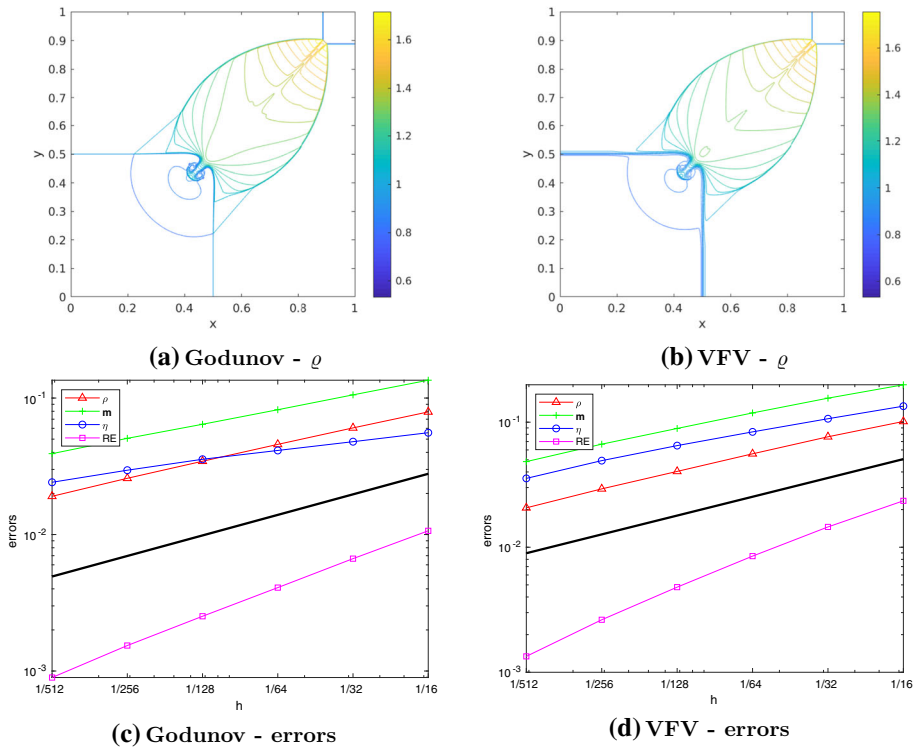 1
0.9
0.8
0.7
0.6
0.5
0.4
0.3
0.2
0.1
0
y
0 0.2 0.4 0.6 0.8 1
x
1.6
1.4
1.2
1
0.8
0.6
(a) Godunov - ϱ
1
0.9
0.8
0.7
0.6
0.5
0.4
0.3
0.2
0.1
0
y
0 0.2 0.4 0.6 0.8 1
x
1.6
1.4
1.2
1
0.8
0.6
(b) VFV - ϱ
10⁻¹
10⁻²
10⁻³
errors
ρ
m
η
RE
1/512 1/256 1/128 1/64 1/32 1/16
h
(c) Godunov - errors
10⁻¹
10⁻²
10⁻³
errors
ρ
m
η
RE
1/512 1/256 1/128 1/64 1/32 1/16
h
(d) VFV - errors